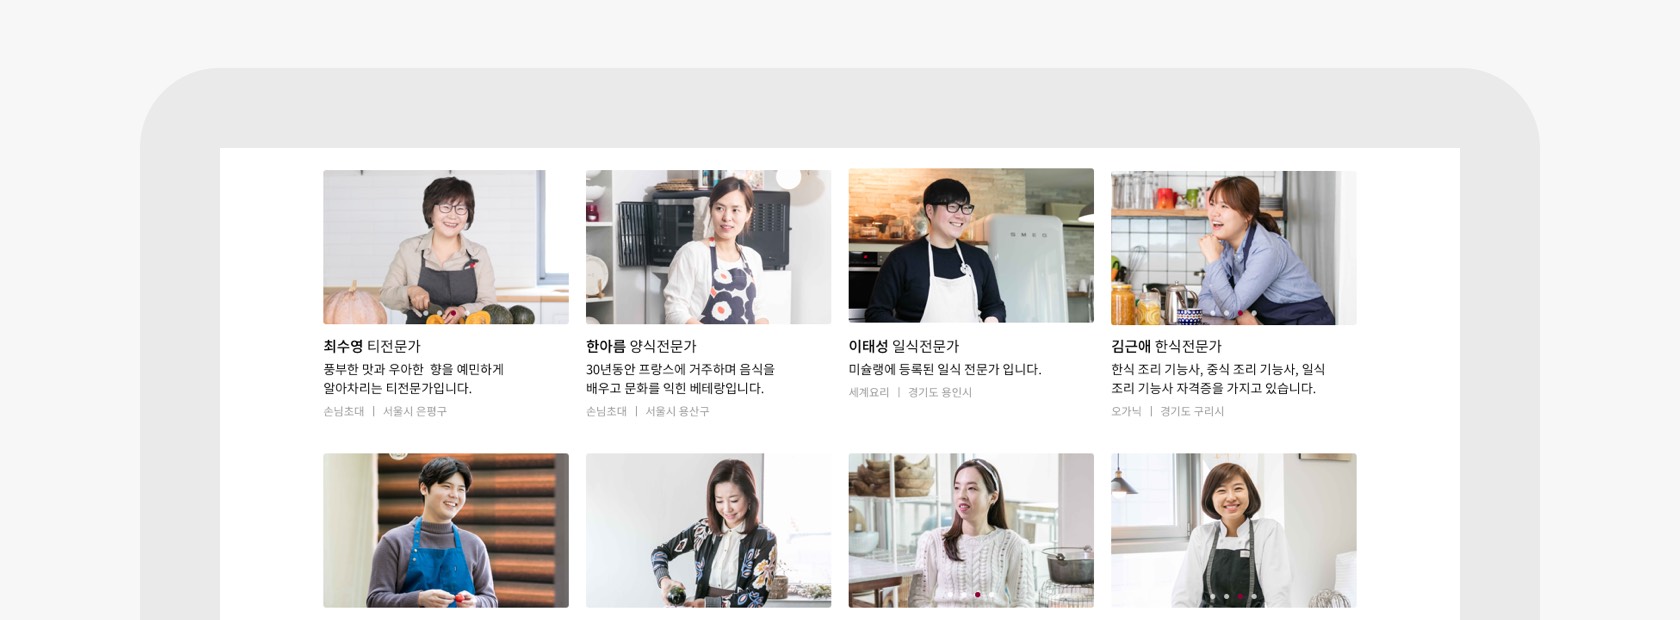 SMEG
최수영 티전문가
풍부한 맛과 우아한 향을 예민하게
알아차리는 티전문가입니다.
손님초대 | 서울시 은평구
한아름 양식전문가
30년동안 프랑스에 거주하며 음식을
배우고 문화를 익힌 베테랑입니다.
손님초대 | 서울시 용산구
이태성 일식전문가
미슐랭에 등록된 일식 전문가 입니다.
세계요리 | 경기도 용인시
김근애 한식전문가
한식 조리 기능사, 중식 조리 기능사, 일식
조리 기능사 자격증을 가지고 있습니다.
오가닉 | 경기도 구리시